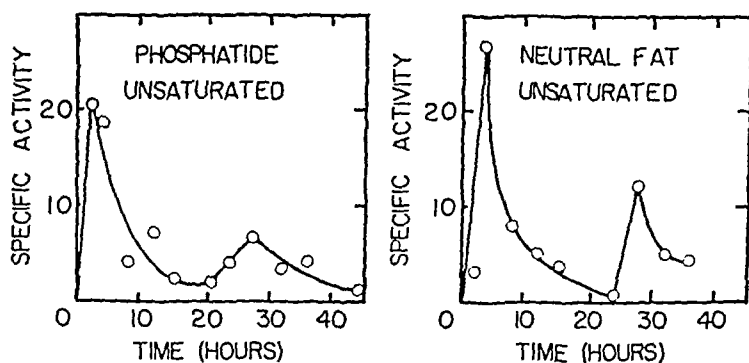 PHOSPHATIDE
UNSATURATED
SPECIFIC ACTIVITY
20
10
0 10 20 30 40
TIME (HOURS)
NEUTRAL FAT
UNSATURATED
SPECIFIC ACTIVITY
20
10
0 10 20 30 40
TIME (HOURS)